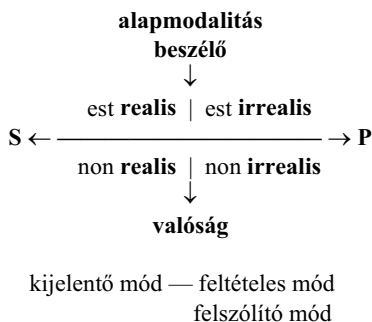 alapmodalitás
beszélő
↓
est realis | est irrealis
S ← ─────────── → P
non realis | non irrealis
↓
valóság
kijelentő mód — feltételes mód
felszólító mód